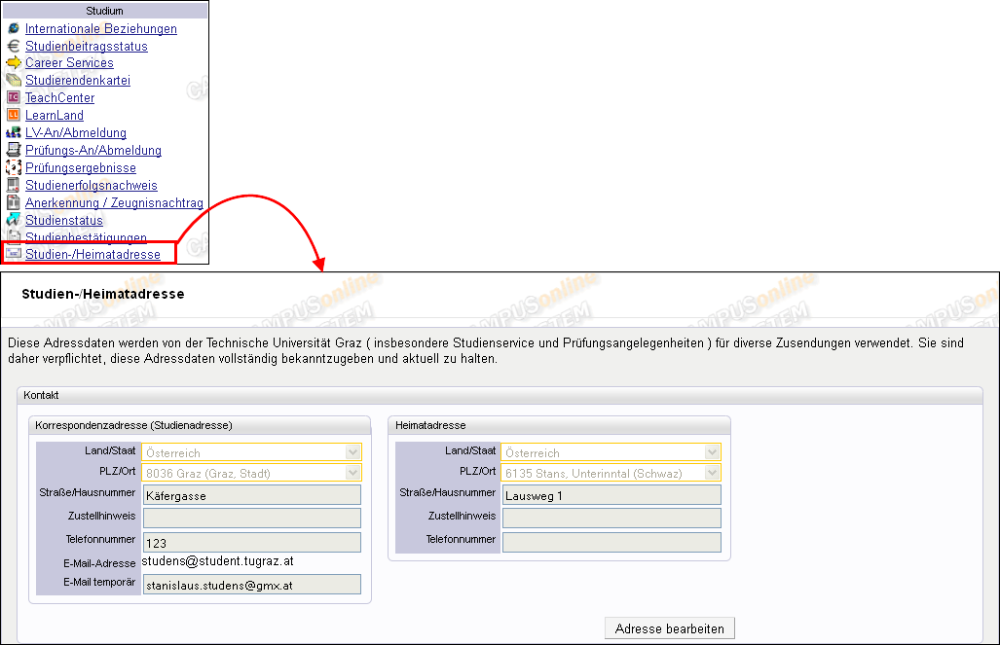 Studium
Internationale Beziehungen
Studienbeitragsstatus
Career Services
Studierendenkartei
TeachCenter
LearnLand
LV-An/Abmeldung
Prüfungs-An/Abmeldung
Prüfungsergebnisse
Studienerfolgsnachweis
Anerkennung / Zeugnisnachtrag
Studienstatus
Studienbestätigungen
Studien-/Heimatadresse
Studien-/Heimatadresse
Diese Adressdaten werden von der Technische Universität Graz ( insbesondere Studienservice und Prüfungsangelegenheiten ) für diverse Zusendungen verwendet. Sie sind
daher verpflichtet, diese Adressdaten vollständig bekanntzugeben und aktuell zu halten.
Kontakt
Korrespondenzadresse (Studienadresse)
Land/Staat Österreich
PLZ/Ort 8036 Graz (Graz, Stadt)
Straße/Hausnummer Käfergasse
Zustellhinweis
Telefonnummer 123
E-Mail-Adresse studens@student.tugraz.at
E-Mail temporär stanislaus.studens@gmx.at
Heimatadresse
Land/Staat Österreich
PLZ/Ort 6135 Stans, Unterinntal (Schwaz)
Straße/Hausnummer Lausweg 1
Zustellhinweis
Telefonnummer
Adresse bearbeiten